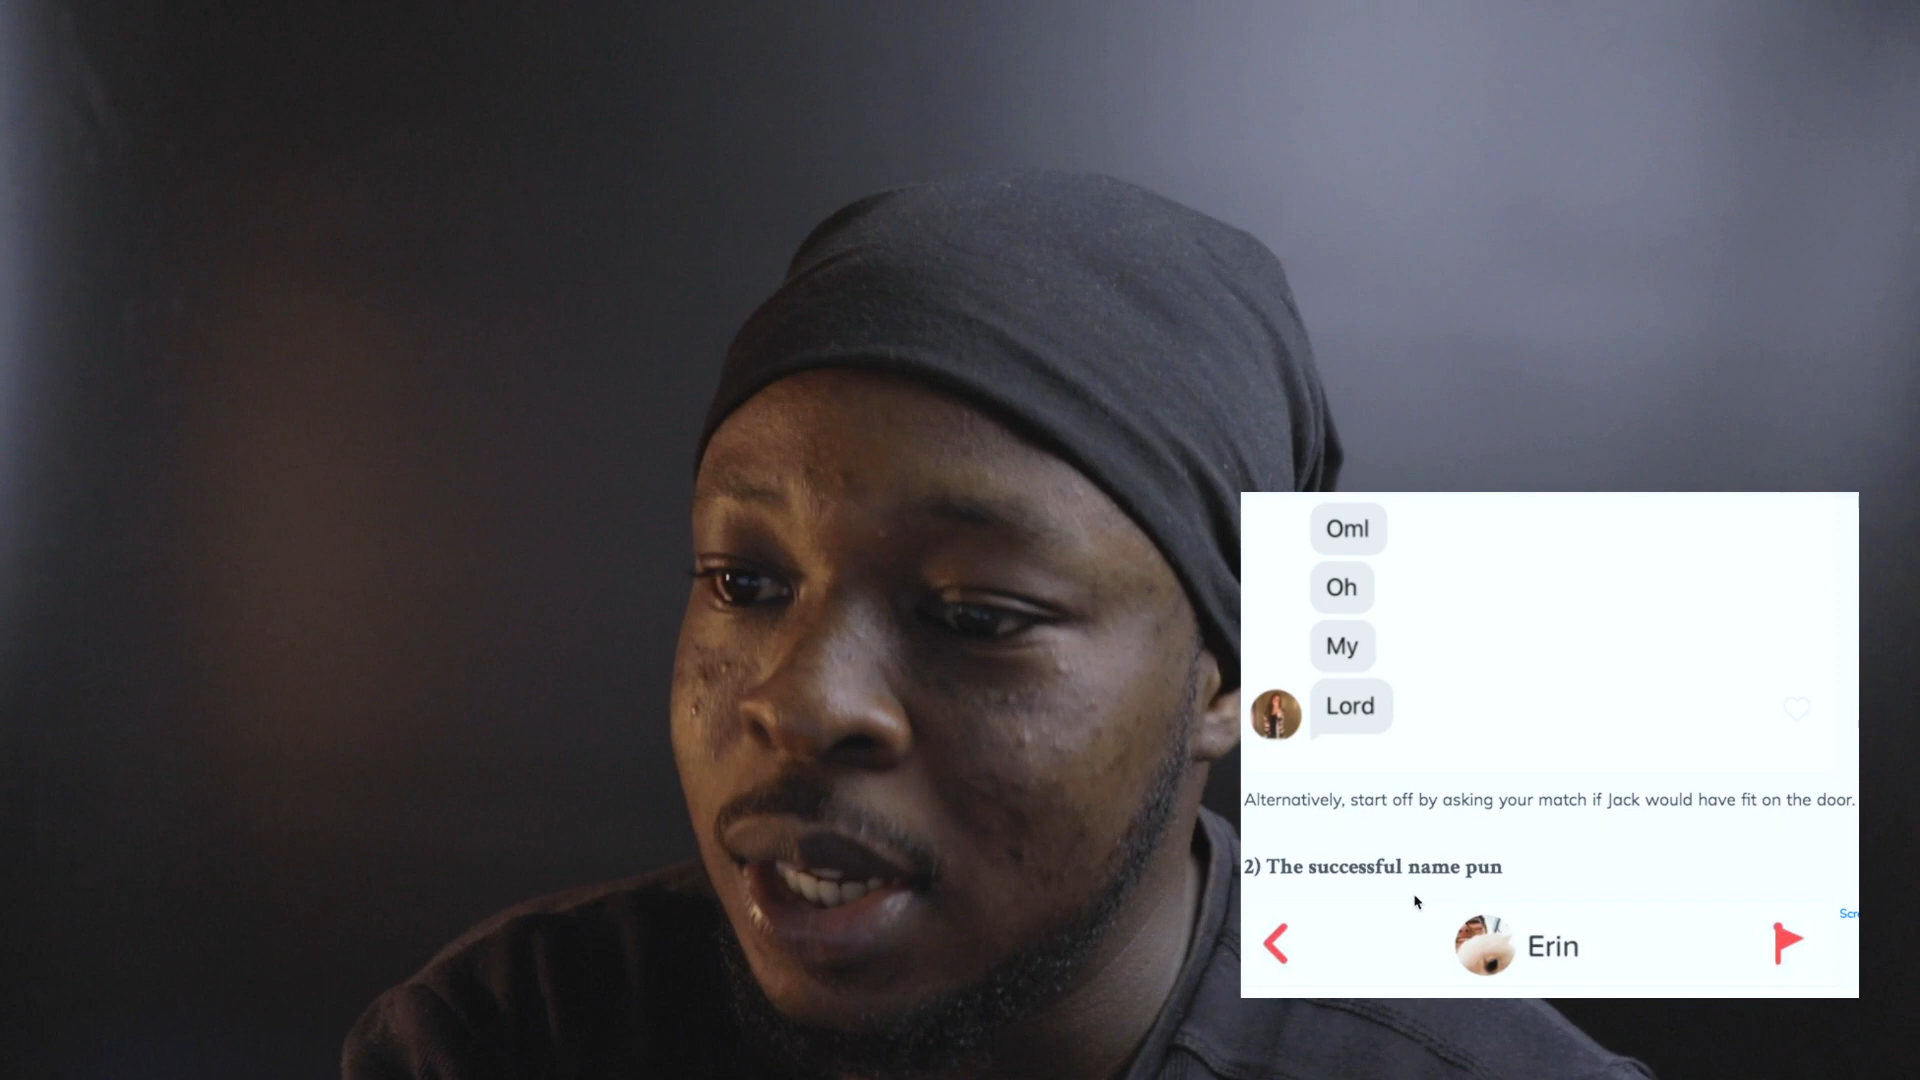 Oml
Oh
My
Lord
Alternatively, start off by asking your match if Jack would have fit on the door.
2) The successful name pun
Scr
Erin